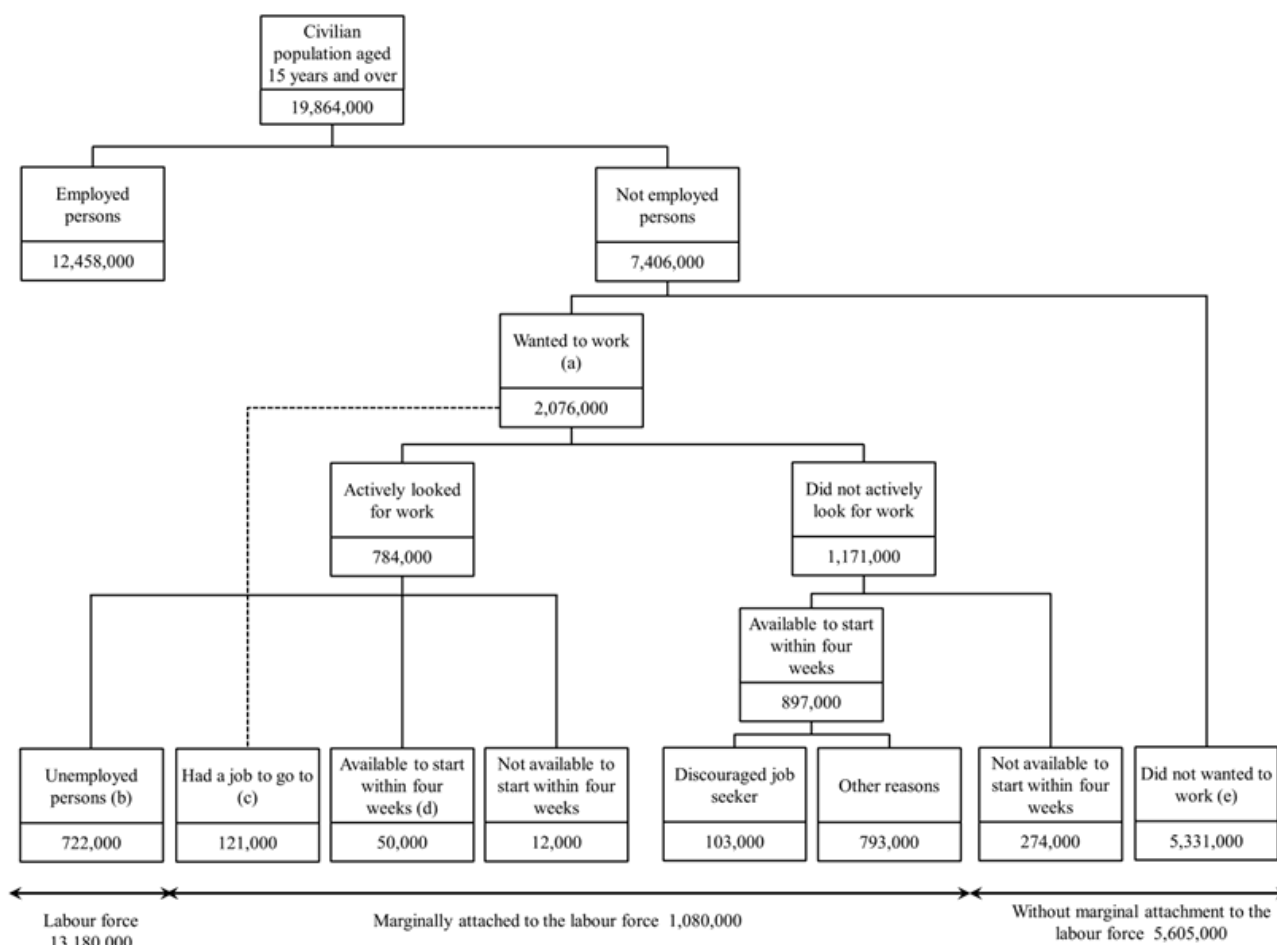 Civilian
population aged
15 years and over
19,864,000
Employed
persons
12,458,000
Not employed
persons
7,406,000
Wanted to work
(a)
2,076,000
Actively looked
for work
784,000
Did not actively
look for work
1,171,000
Available to start
within four
weeks
897,000
Unemployed
persons (b)
722,000
Had a job to go to
(c)
121,000
Available to start
within four
weeks (d)
50,000
Not available to
start within four
weeks
12,000
Discouraged job
seeker
103,000
Other reasons
793,000
Not available to
start within four
weeks
274,000
Did not wanted to
work (e)
5,331,000
Labour force
13,180,000
Marginally attached to the labour force 1,080,000
Without marginal attachment to the
labour force 5,605,000